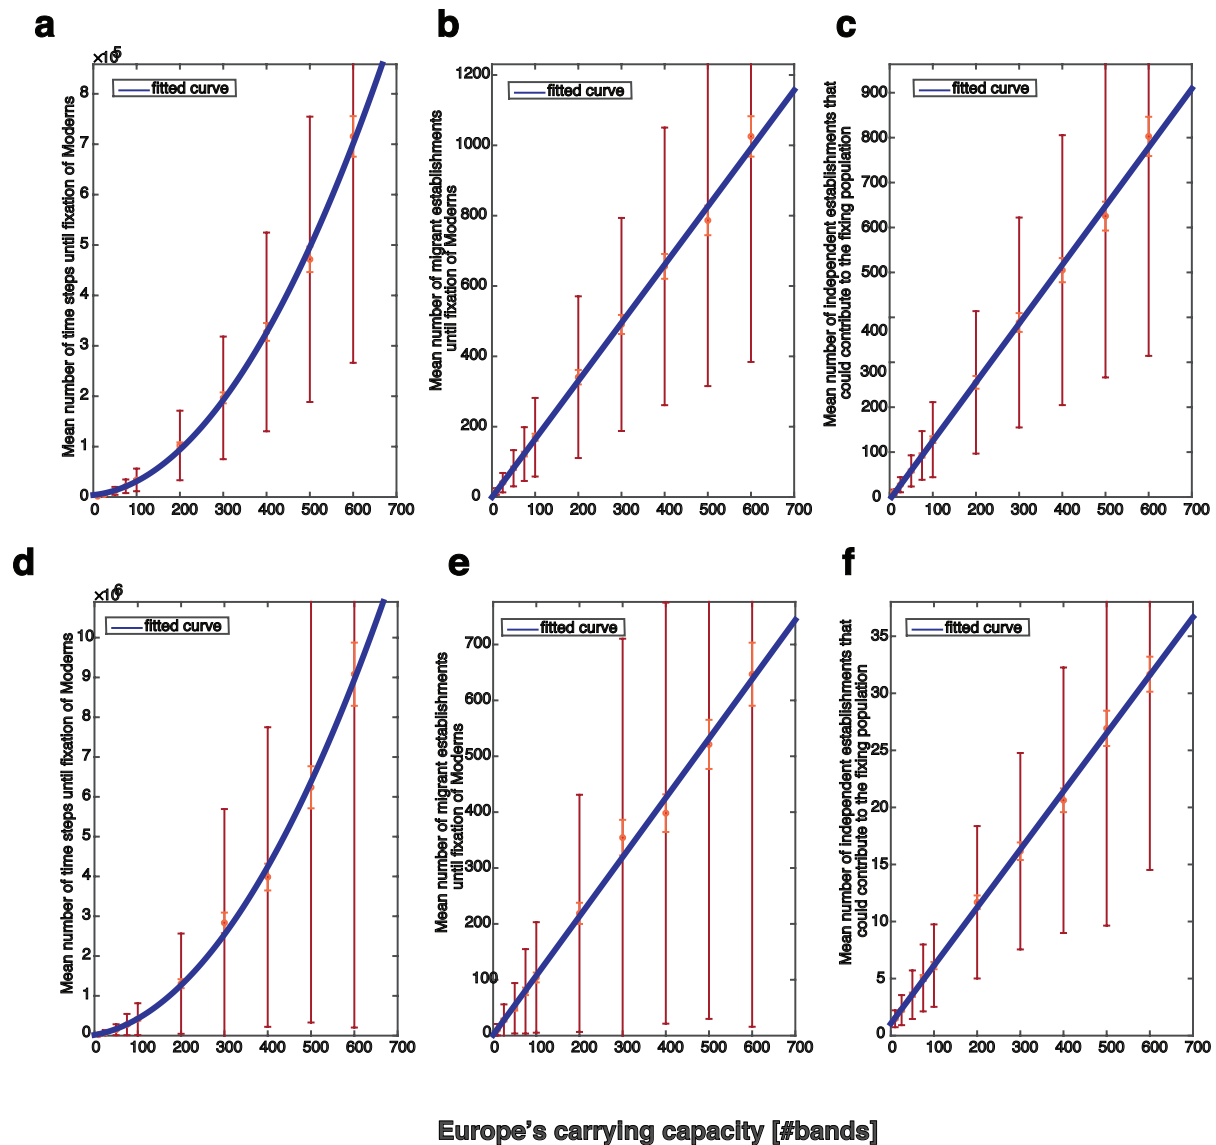 a
b
c
×10^5
fitted curve
Mean number of time steps until fixation of Moderns
8
7
6
5
4
3
2
1
0
0 100 200 300 400 500 600 700
fitted curve
Mean number of migrant establishments
until fixation of Moderns
1200
1000
800
600
400
200
0
0 100 200 300 400 500 600 700
fitted curve
Mean number of independent establishments that
could contribute to the fixing population
900
800
700
600
500
400
300
200
100
0
0 100 200 300 400 500 600 700
d
e
f
×10^6
fitted curve
Mean number of time steps until fixation of Moderns
10
9
8
7
6
5
4
3
2
1
0
0 100 200 300 400 500 600 700
fitted curve
Mean number of migrant establishments
until fixation of Moderns
700
600
500
400
300
200
100
0
0 100 200 300 400 500 600 700
fitted curve
Mean number of independent establishments that
could contribute to the fixing population
35
30
25
20
15
10
5
0
0 100 200 300 400 500 600 700
Europe's carrying capacity [#bands]